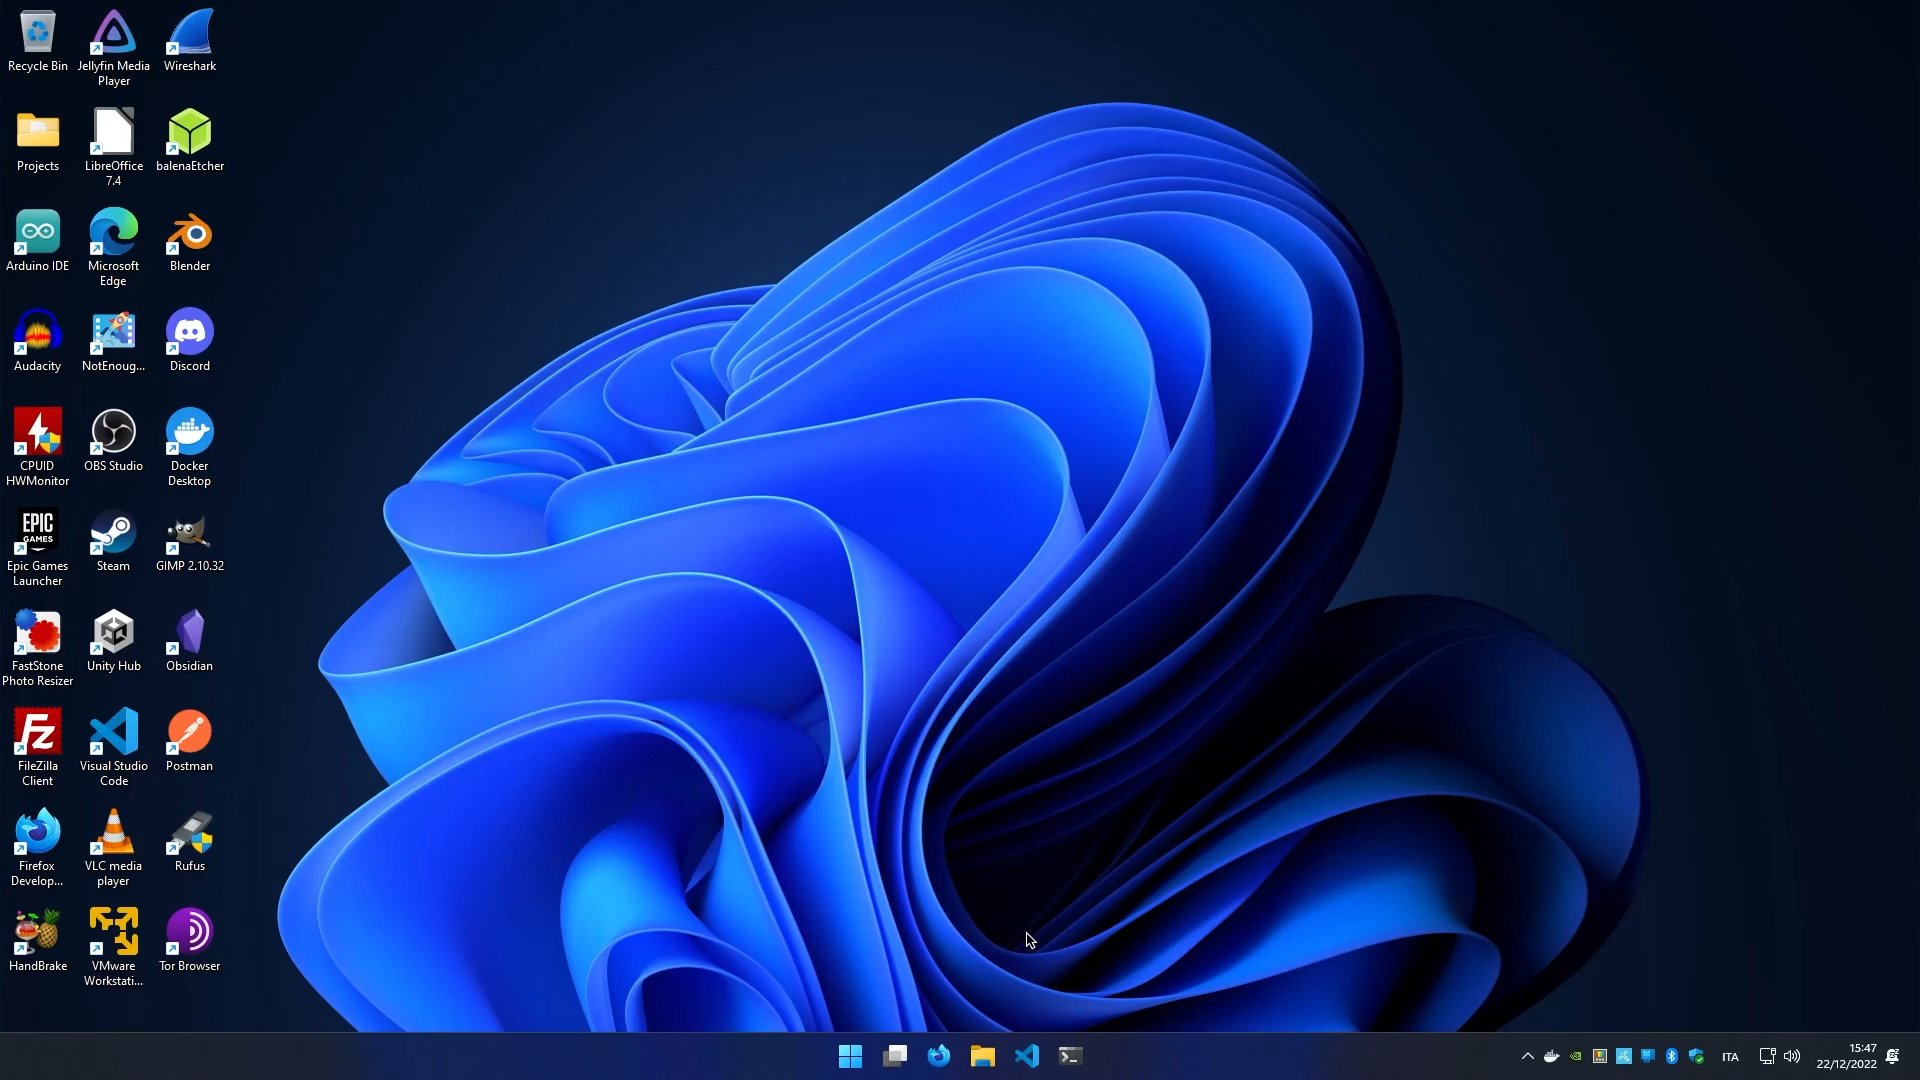 Recycle Bin
Jellyfin Media
Player
Wireshark
Projects
LibreOffice
7.4
balenaEtcher
Arduino IDE
Microsoft
Edge
Blender
Audacity
NotEnoug...
Discord
CPUID
HWMonitor
OBS Studio
Docker
Desktop
EPIC
GAMES
Epic Games
Launcher
Steam
GIMP 2.10.32
FastStone
Photo Resizer
Unity Hub
Obsidian
Fz
FileZilla
Client
Visual Studio
Code
Postman
Firefox
Develop...
VLC media
player
Rufus
HandBrake
VMware
Workstati...
Tor Browser
ITA
15:47
22/12/2022